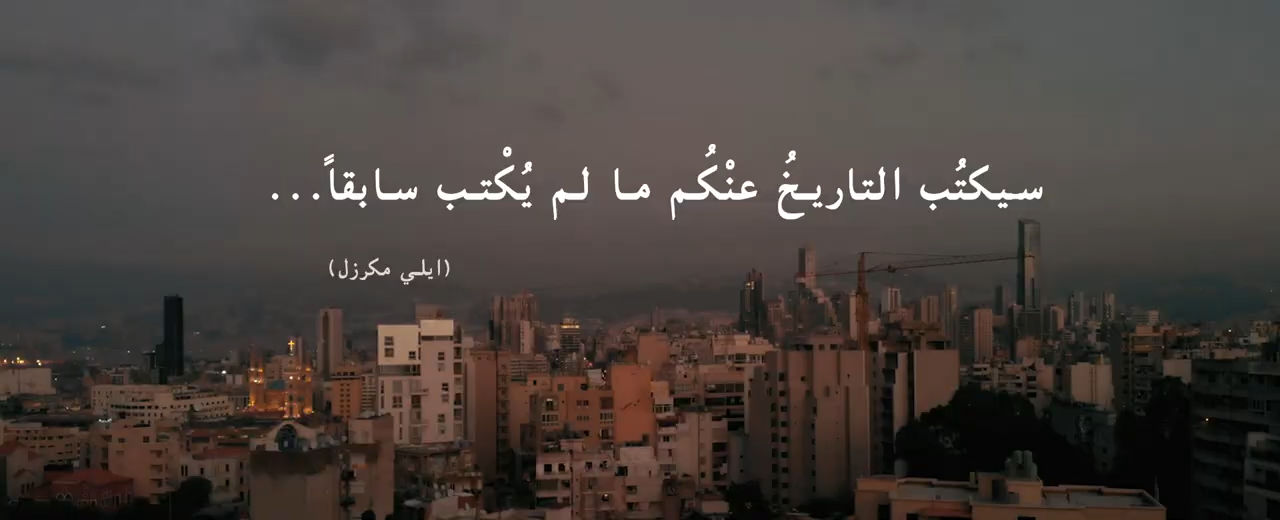 سيكتُب التاريخُ عنْكُم ما لم يُكْتب سابقاً...
(ايلي مكرزل)